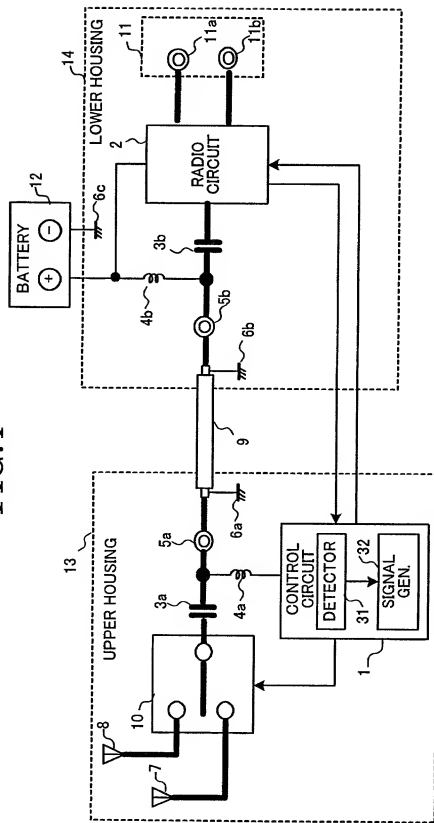 FIG.1
13
UPPER HOUSING
8
7
10
3a
5a
4a
6a
CONTROL
CIRCUIT
DETECTOR
31
32
SIGNAL
GEN.
1
9
BATTERY
12
+
−
6c
14
LOWER HOUSING
4b
5b
6b
3b
2
RADIO
CIRCUIT
11
11a
11b